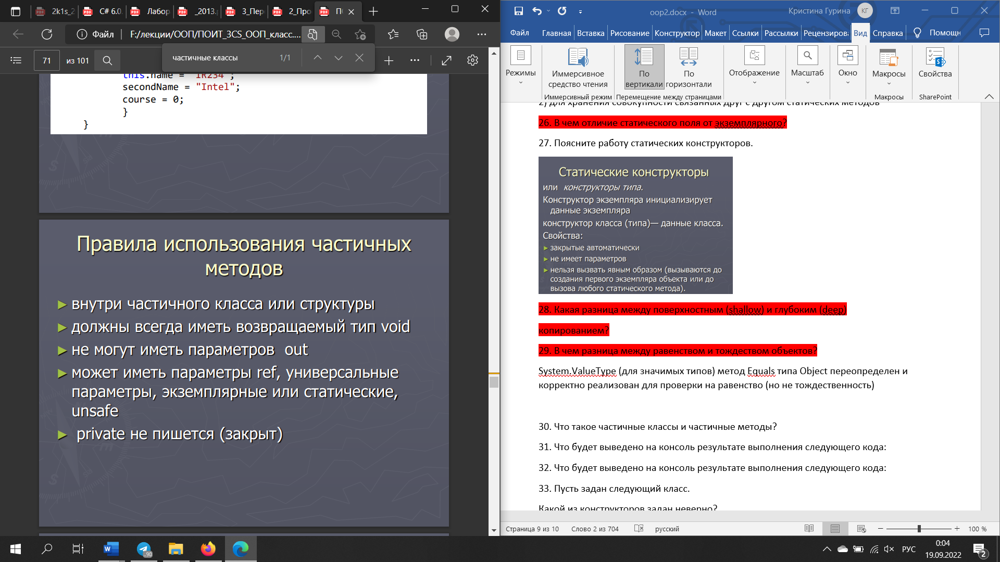 2k1s_2
C# 6.0.
Лабор
_2013.
3_Пер
2_Про
Файл
F:/лекции/ООП/ПОИТ_3CS_ООП_класс....
71
из 101
частичные классы
1/1
this.name = "IR234";
secondName = "Intel";
course = 0;
}
}
Правила использования частичных
методов
внутри частичного класса или структуры
должны всегда иметь возвращаемый тип void
не могут иметь параметров out
может иметь параметры ref, универсальные
параметры, экземплярные или статические,
unsafe
private не пишется (закрыт)
oop2.docx - Word
Кристина Гурина
КГ
Файл
Главная
Вставка
Рисование
Конструктор
Макет
Ссылки
Рассылки
Рецензирова
Вид
Справка
Помощн
Режимы
Иммерсивное
средство чтения
По
вертикали
По
горизонтали
Отображение
Масштаб
Окно
Макросы
Свойства
Иммерсивный режим
Перемещение между страницами
Макросы
SharePoint
2) для хранения совокупности связанных друг с другом статических методов
26. В чем отличие статического поля от экземплярного?
27. Поясните работу статических конструкторов.
Статические конструкторы
или конструкторы типа.
Конструктор экземпляра инициализирует
данные экземпляра
конструктор класса (типа)— данные класса.
Свойства:
закрытые автоматически
не имеет параметров
нельзя вызвать явным образом (вызываются до
создания первого экземпляра объекта или до
вызова любого статического метода).
28. Какая разница между поверхностным (shallow) и глубоким (deep)
копированием?
29. В чем разница между равенством и тождеством объектов?
System.ValueType (для значимых типов) метод Equals типа Object переопределен и
корректно реализован для проверки на равенство (но не тождественность)
30. Что такое частичные классы и частичные методы?
31. Что будет выведено на консоль результате выполнения следующего кода:
32. Что будет выведено на консоль результате выполнения следующего кода:
33. Пусть задан следующий класс.
Какой из конструкторов задан неверно?
Страница 9 из 10
Слово 2 из 704
русский
100 %
90
РУС
0:04
19.09.2022
2